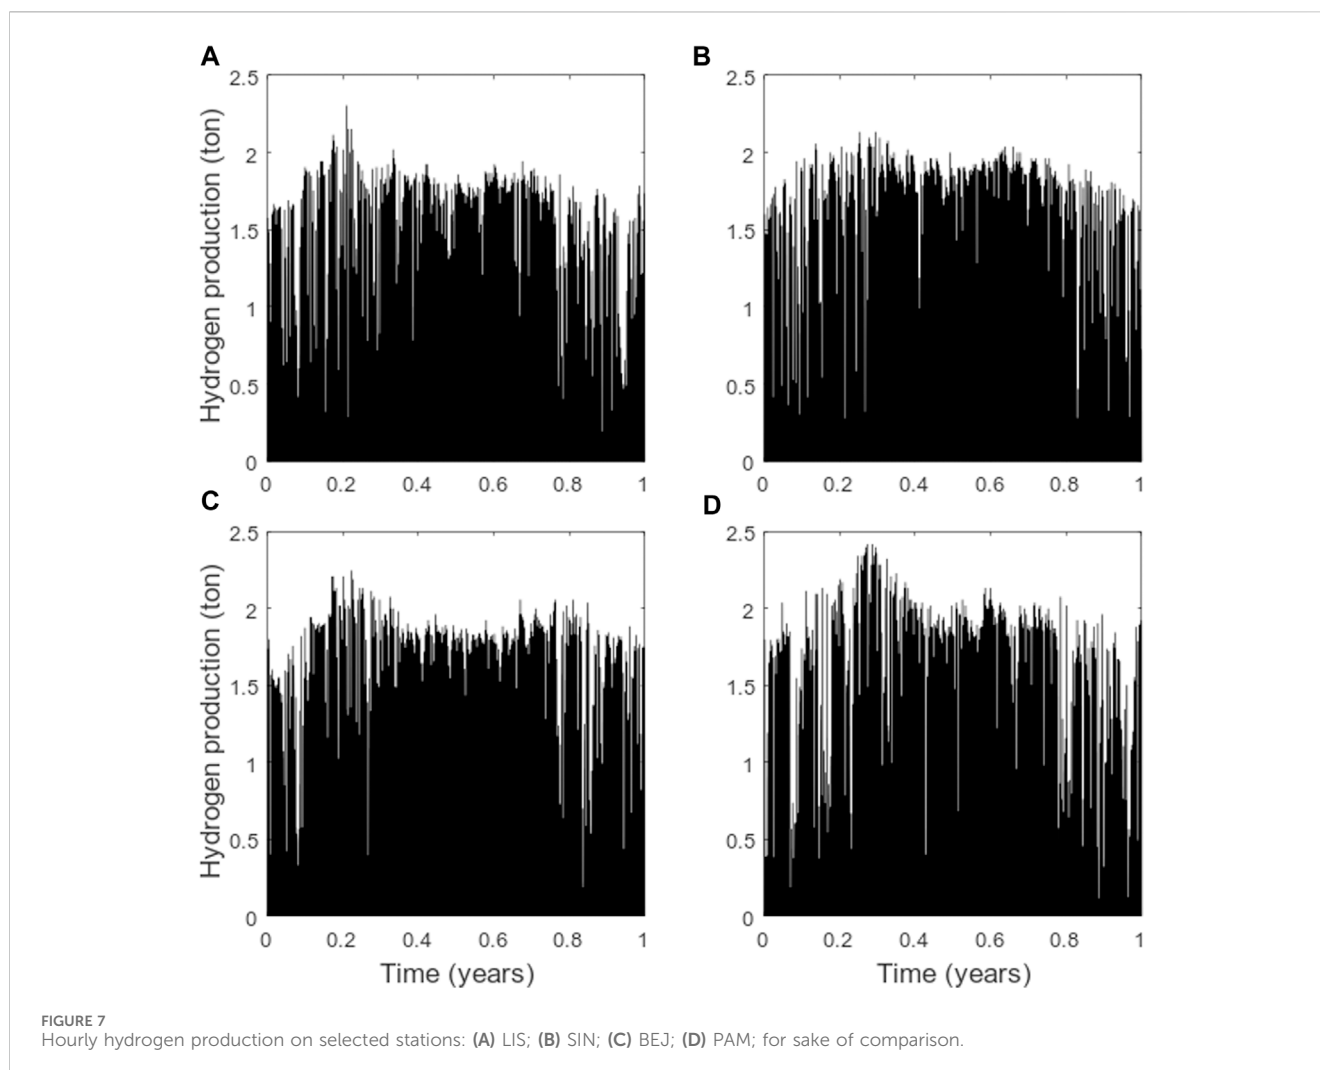 A
B
Hydrogen production (ton)
2.5
2
1.5
1
0.5
0
0 0.2 0.4 0.6 0.8 1
2.5
2
1.5
1
0.5
0
0 0.2 0.4 0.6 0.8 1
C
D
Hydrogen production (ton)
2.5
2
1.5
1
0.5
0
0 0.2 0.4 0.6 0.8 1
Time (years)
2.5
2
1.5
1
0.5
0
0 0.2 0.4 0.6 0.8 1
Time (years)
FIGURE 7
Hourly hydrogen production on selected stations: (A) LIS; (B) SIN; (C) BEJ; (D) PAM; for sake of comparison.